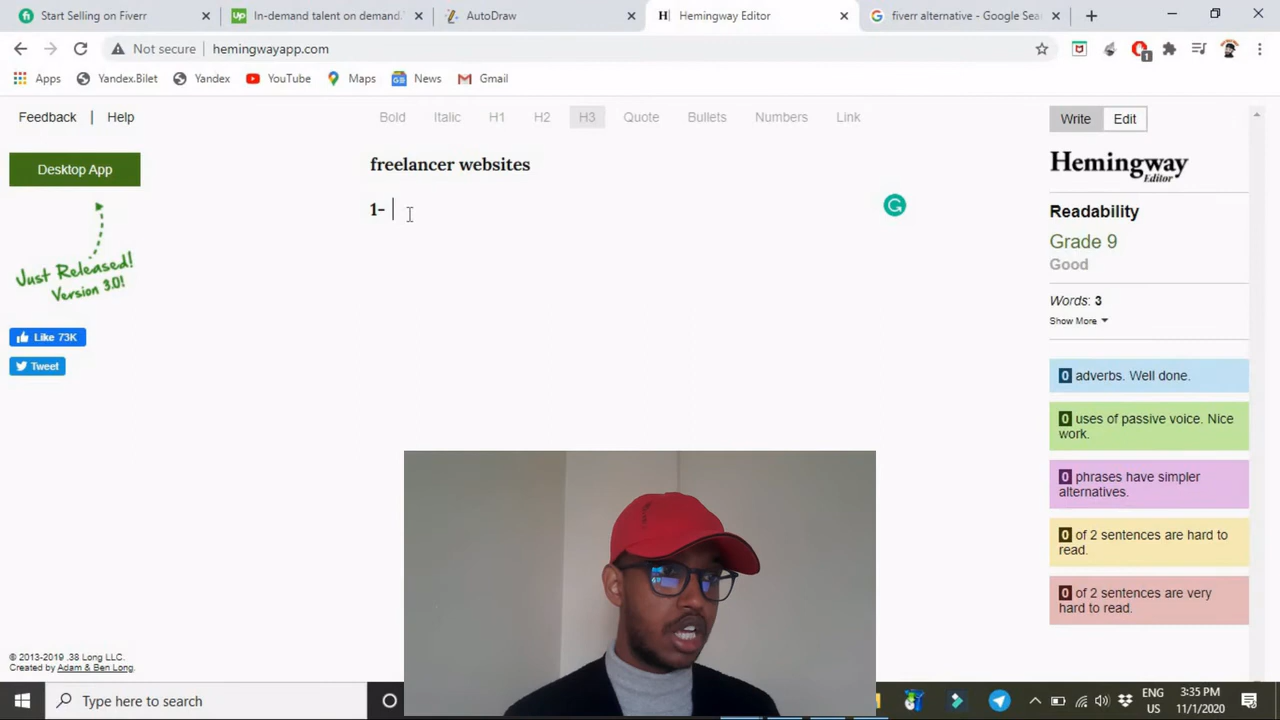 Start Selling on Fiverr
In-demand talent on demand.
AutoDraw
Hemingway Editor
fiverr alternative - Google Sea
Not secure | hemingwayapp.com
Apps
Yandex.Bilet
Yandex
YouTube
Maps
News
Gmail
Feedback | Help
Bold Italic H1 H2 H3 Quote Bullets Numbers Link
Write Edit
Desktop App
Just Released!
Version 3.0!
Like 73K
Tweet
freelancer websites
1-
Hemingway
Editor
Readability
Grade 9
Good
Words: 3
Show More
0 adverbs. Well done.
0 uses of passive voice. Nice
work.
0 phrases have simpler
alternatives.
0 of 2 sentences are hard to
read.
0 of 2 sentences are very
hard to read.
© 2013-2019 .38 Long LLC.
Created by Adam & Ben Long.
Type here to search
ENG
US
3:35 PM
11/1/2020